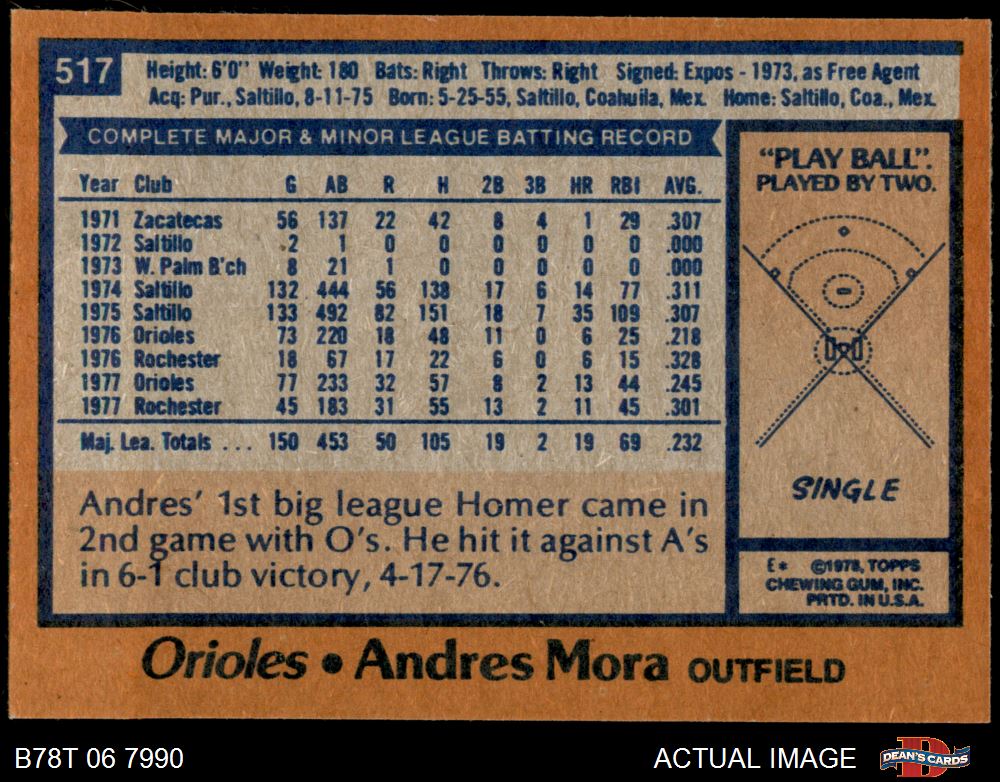 517
Height: 6'0" Weight: 180 Bats: Right Throws: Right Signed: Expos - 1973, as Free Agent
Acq: Pur., Saltillo, 8-11-75 Born: 5-25-55, Saltillo, Coahuila, Mex. Home: Saltillo, Coa., Mex.
COMPLETE MAJOR & MINOR LEAGUE BATTING RECORD
Year Club G AB R H 2B 3B HR RBI AVG.
1971 Zacatecas 56 137 22 42 8 4 1 29 .307
1972 Saltillo 2 1 0 0 0 0 0 0 .000
1973 W. Palm B'ch 8 21 1 0 0 0 0 0 .000
1974 Saltillo 132 444 56 138 17 6 14 77 .311
1975 Saltillo 133 492 82 151 18 7 35 109 .307
1976 Orioles 73 220 18 48 11 0 6 25 .218
1976 Rochester 18 67 17 22 6 0 6 15 .328
1977 Orioles 77 233 32 57 8 2 13 44 .245
1977 Rochester 45 183 31 55 13 2 11 45 .301
Maj. Lea. Totals ... 150 453 50 105 19 2 19 69 .232
Andres' 1st big league Homer came in
2nd game with O's. He hit it against A's
in 6-1 club victory, 4-17-76.
"PLAY BALL".
PLAYED BY TWO.
SINGLE
E* ©1978, TOPPS
CHEWING GUM, INC.
PRTD. IN U.S.A.
Orioles • Andres Mora OUTFIELD
B78T 06 7990
ACTUAL IMAGE
DEAN'S CARDS